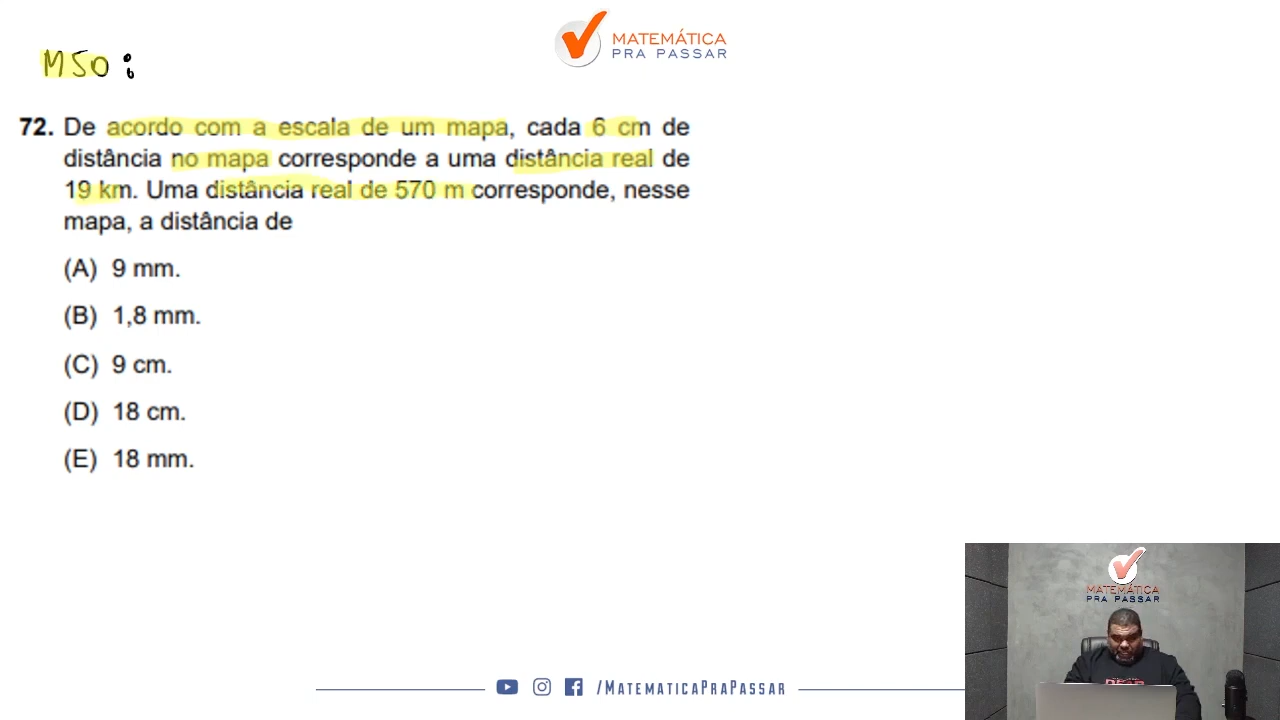 MATEMÁTICA
PRA PASSAR
M50:
72. De acordo com a escala de um mapa, cada 6 cm de
distância no mapa corresponde a uma distância real de
19 km. Uma distância real de 570 m corresponde, nesse
mapa, a distância de
(A) 9 mm.
(B) 1,8 mm.
(C) 9 cm.
(D) 18 cm.
(E) 18 mm.
MATEMÁTICA
PRA PASSAR
/MATEMATICAPRAPASSAR